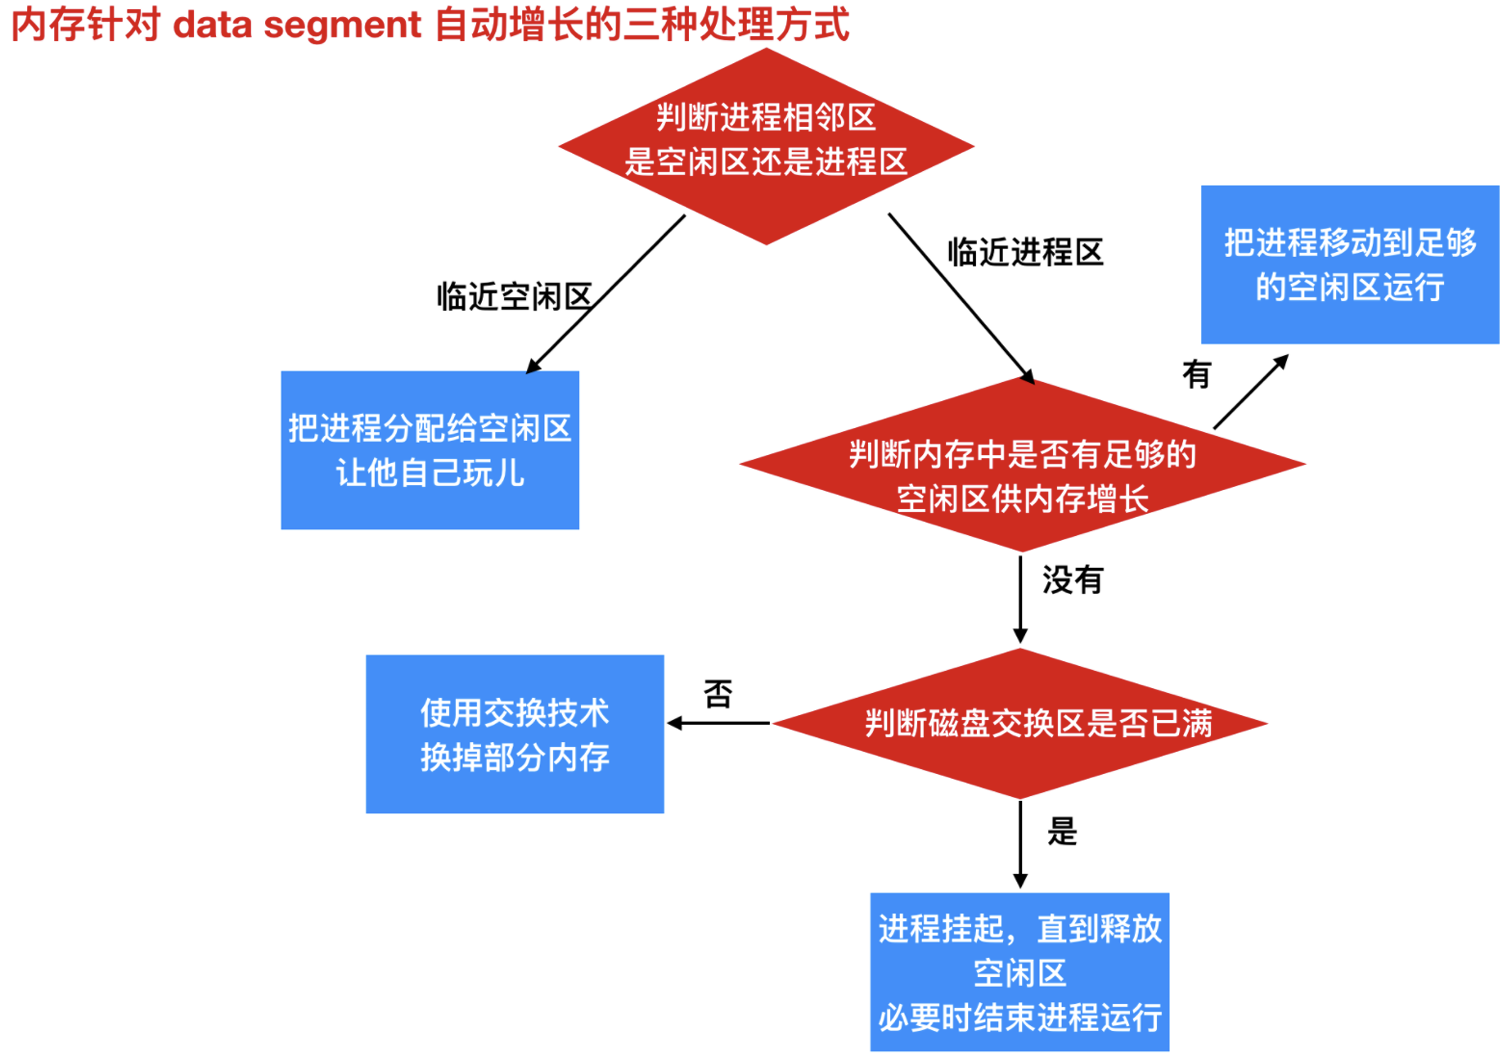 内存针对 data segment 自动增长的三种处理方式
判断进程相邻区
是空闲区还是进程区
临近空闲区
临近进程区
把进程移动到足够
的空闲区运行
有
把进程分配给空闲区
让他自己玩儿
判断内存中是否有足够的
空闲区供内存增长
没有
使用交换技术
换掉部分内存
否
判断磁盘交换区是否已满
是
进程挂起，直到释放
空闲区
必要时结束进程运行